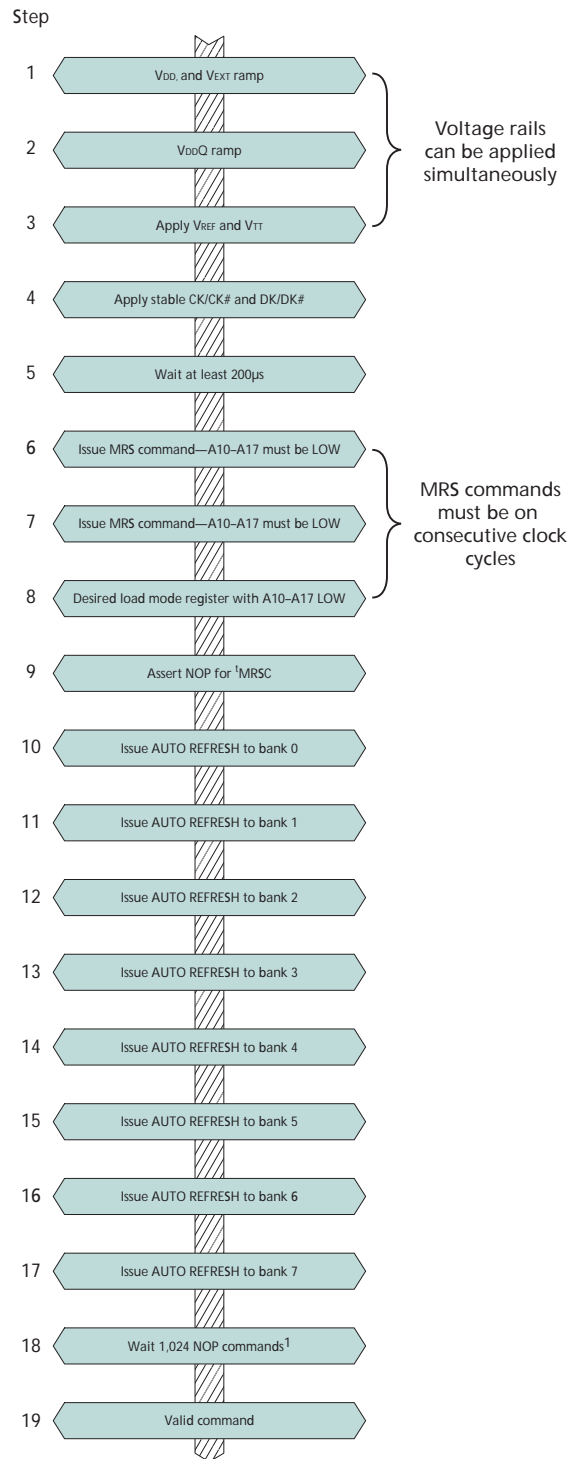 Step
1 VDD, and VEXT ramp
2 VDDQ ramp
3 Apply VREF and VTT
Voltage rails
can be applied
simultaneously
4 Apply stable CK/CK# and DK/DK#
5 Wait at least 200µs
6 Issue MRS command—A10–A17 must be LOW
7 Issue MRS command—A10–A17 must be LOW
8 Desired load mode register with A10–A17 LOW
MRS commands
must be on
consecutive clock
cycles
9 Assert NOP for tMRSC
10 Issue AUTO REFRESH to bank 0
11 Issue AUTO REFRESH to bank 1
12 Issue AUTO REFRESH to bank 2
13 Issue AUTO REFRESH to bank 3
14 Issue AUTO REFRESH to bank 4
15 Issue AUTO REFRESH to bank 5
16 Issue AUTO REFRESH to bank 6
17 Issue AUTO REFRESH to bank 7
18 Wait 1,024 NOP commands1
19 Valid command